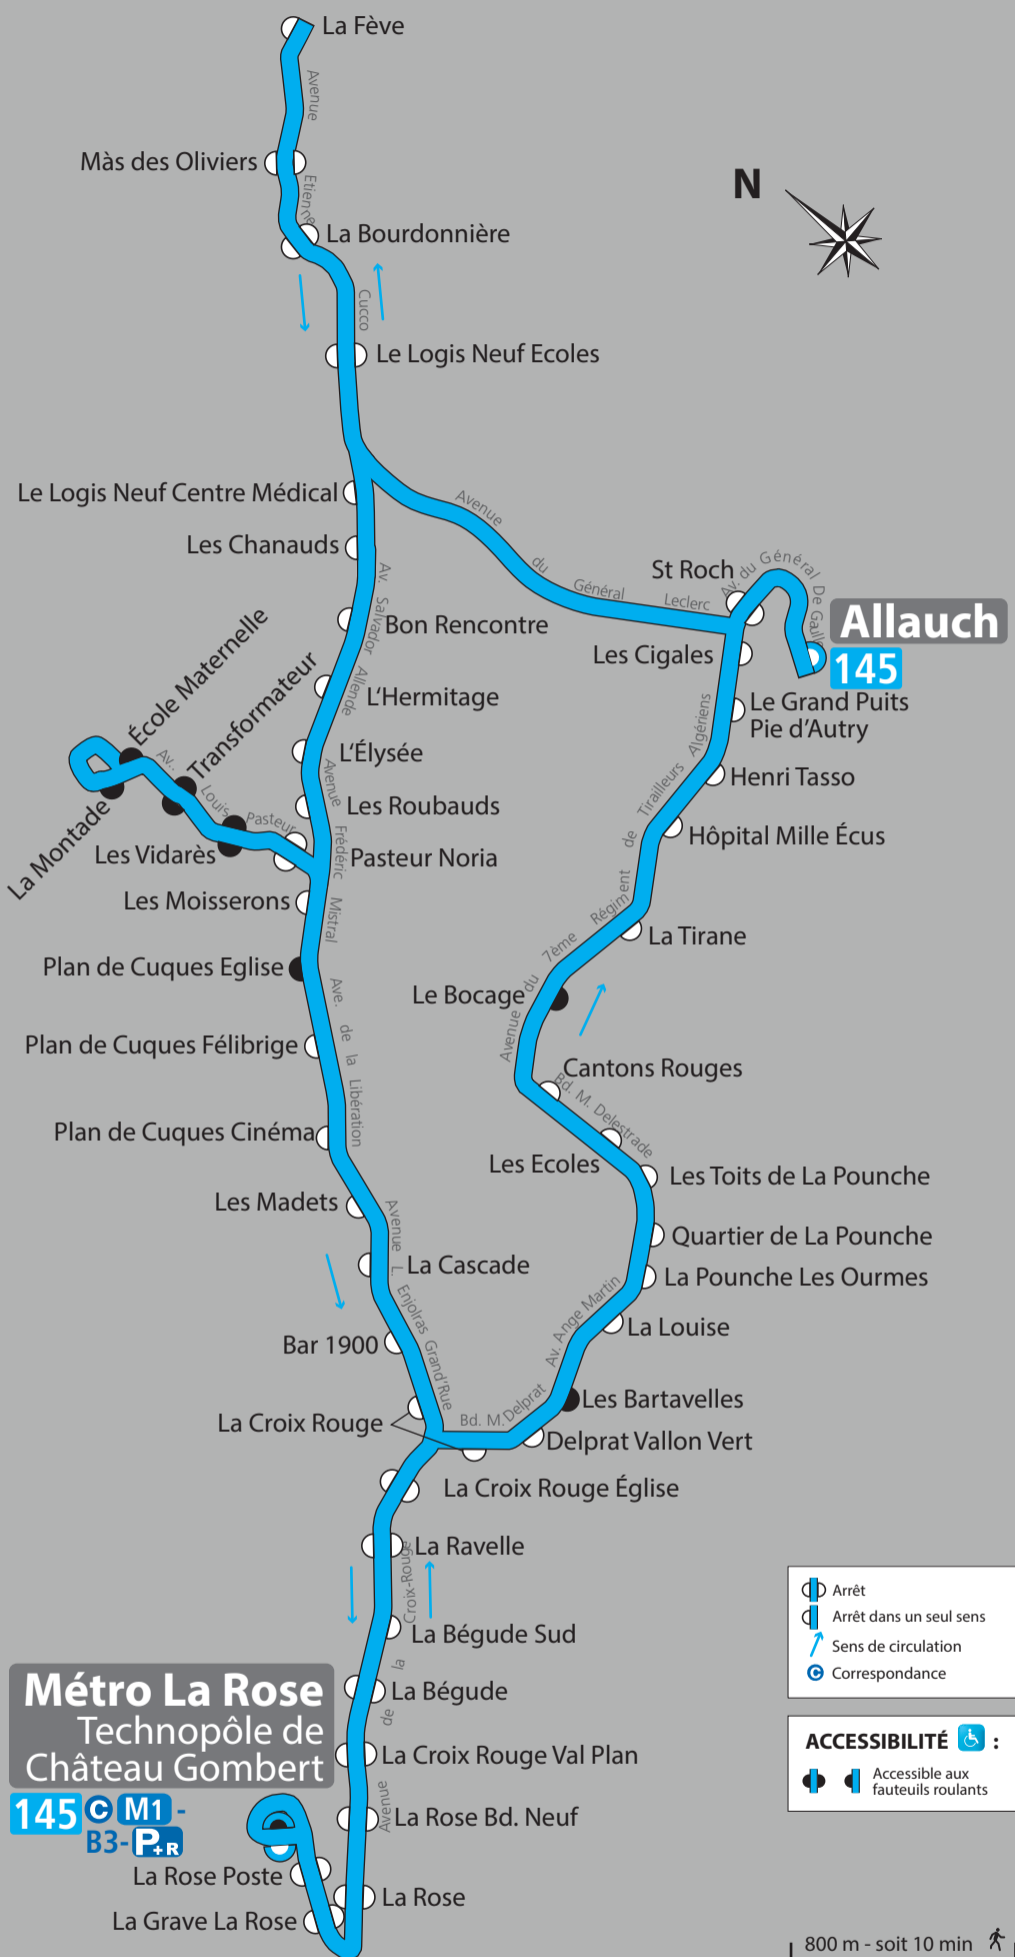 La Fève
Avenue
Màs des Oliviers
Etienne
N
La Bourdonnière
Cucco
Le Logis Neuf Ecoles
Le Logis Neuf Centre Médical
Avenue
du
Général
Leclerc
Les Chanauds
St Roch
Av. du Général De Gaulle
Av. Salvador Allende
Bon Rencontre
Allauch
145
Les Cigales
École Maternelle
Transformateur
L'Hermitage
Le Grand Puits
Pie d'Autry
L'Élysée
Henri Tasso
Av. Louis Pasteur
Avenue Frédéric Mistral
Les Roubauds
Hôpital Mille Écus
La Montade
Les Vidarès
Pasteur Noria
Les Moisserons
La Tirane
Avenue du 7ème Régiment de Tirailleurs Algériens
Plan de Cuques Eglise
Le Bocage
Ave. de la Libération
Plan de Cuques Félibrige
Cantons Rouges
Bd. M. Delestrade
Plan de Cuques Cinéma
Les Ecoles
Les Toits de La Pounche
Les Madets
Quartier de La Pounche
Avenue L. Enjolras Grand'Rue
La Cascade
La Pounche Les Ourmes
Av. Ange Martin
La Louise
Bar 1900
Les Bartavelles
La Croix Rouge
Bd. M. Delprat
Delprat Vallon Vert
La Croix Rouge Église
La Ravelle
Avenue de la Croix-Rouge
La Bégude Sud
Métro La Rose
Technopôle de
Château Gombert
145 C M1 -
B3- P+R
La Bégude
La Croix Rouge Val Plan
La Rose Bd. Neuf
La Rose Poste
La Rose
La Grave La Rose
Arrêt
Arrêt dans un seul sens
Sens de circulation
C Correspondance
ACCESSIBILITÉ :
Accessible aux
fauteuils roulants
800 m - soit 10 min